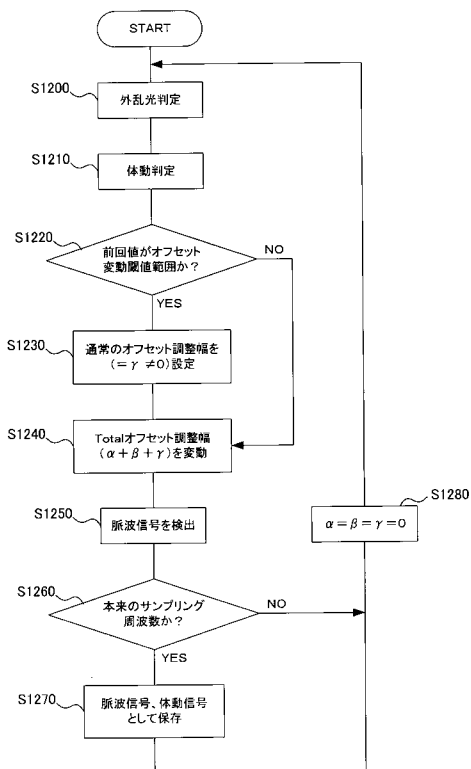 START
S1200
外乱光判定
S1210
体動判定
S1220
前回値がオフセット
変動閾値範囲か？
NO
YES
S1230
通常のオフセット調整幅を
(＝γ ≠0)設定
S1240
Totalオフセット調整幅
(α＋β＋γ)を変動
S1250
脈波信号を検出
S1280
α＝β＝γ＝0
S1260
本来のサンプリング
周波数か？
NO
YES
S1270
脈波信号、体動信号
として保存